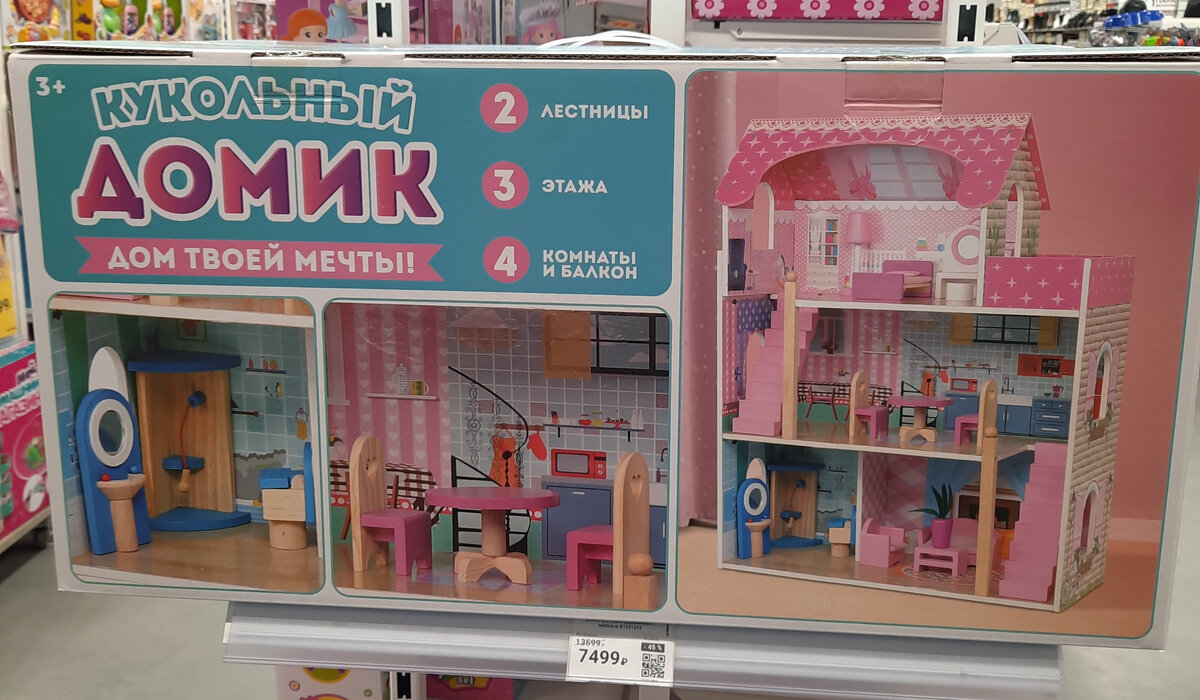 3+
КУКОЛЬНЫЙ
ДОМИК
ДОМ ТВОЕЙ МЕЧТЫ!
2 ЛЕСТНИЦЫ
3 ЭТАЖА
4 КОМНАТЫ
И БАЛКОН
13699.-
-45%
7499₽